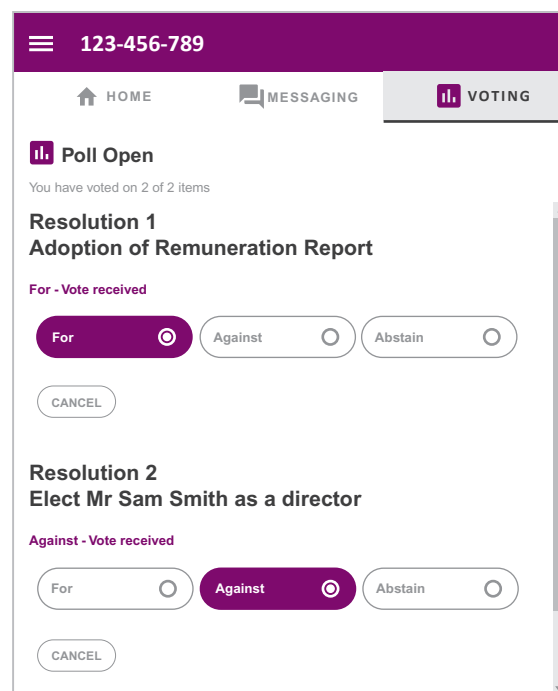 123-456-789
HOME MESSAGING VOTING
Poll Open
You have voted on 2 of 2 items
Resolution 1
Adoption of Remuneration Report
For - Vote received
For Against Abstain
CANCEL
Resolution 2
Elect Mr Sam Smith as a director
Against - Vote received
For Against Abstain
CANCEL